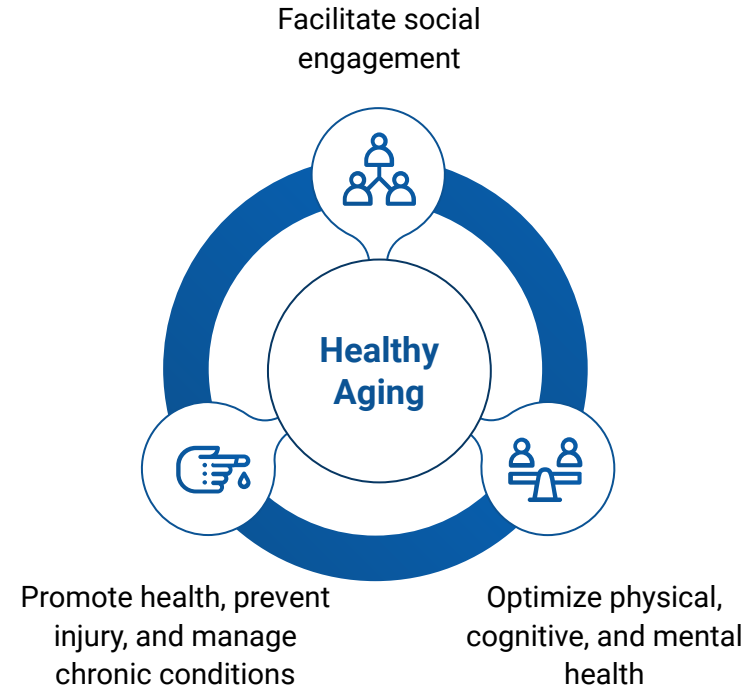 Facilitate social
engagement
Healthy
Aging
Promote health, prevent
injury, and manage
chronic conditions
Optimize physical,
cognitive, and mental
health